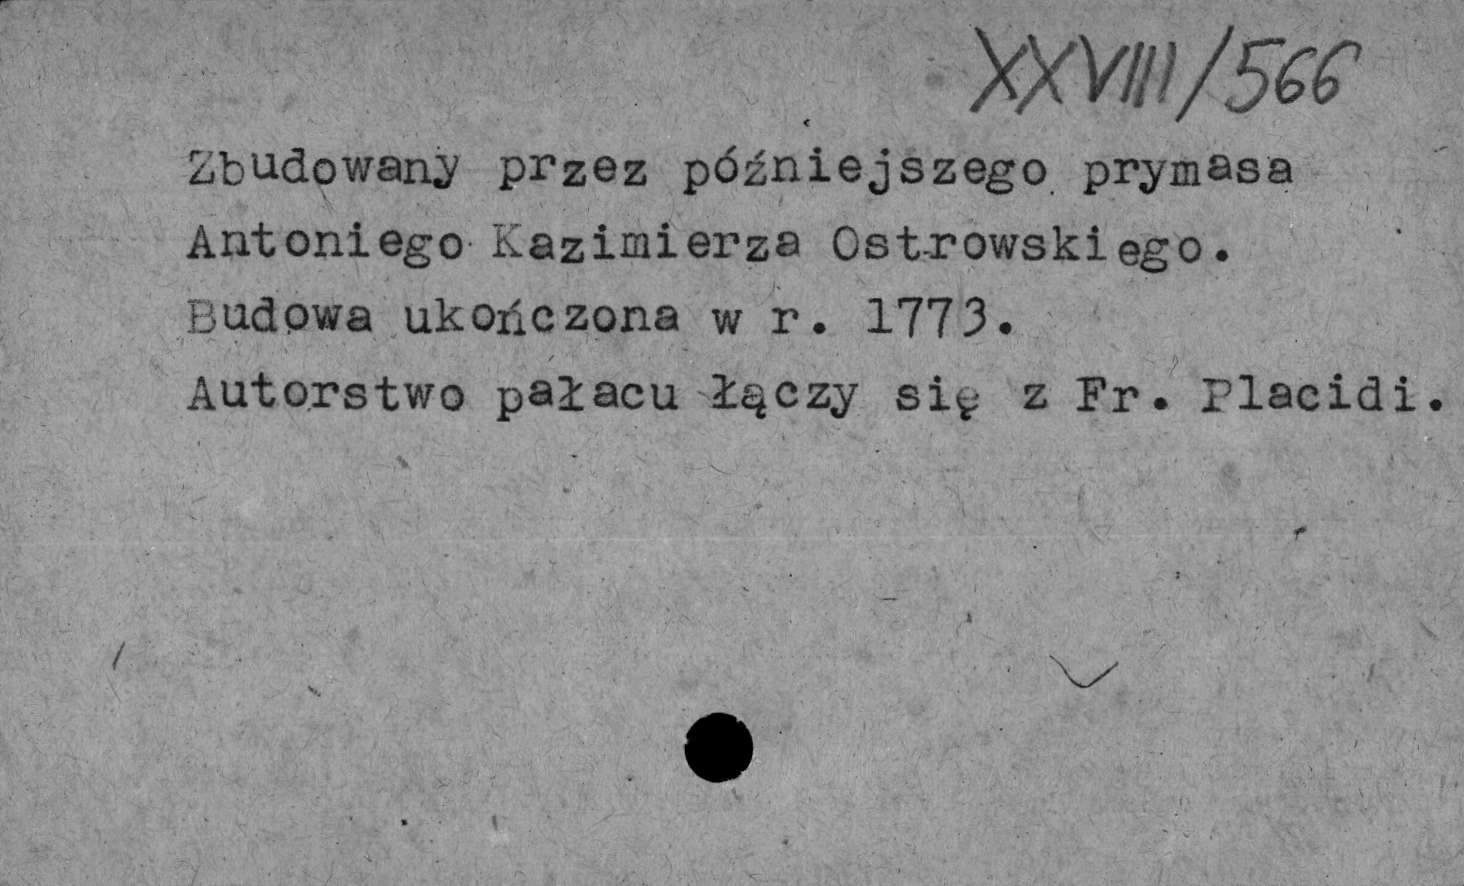 XXVIII/566
Zbudowany przez późniejszego prymasa
Antoniego Kazimierza Ostrowskiego.
Budowa ukończona w r. 1773.
Autorstwo pałacu łączy się z Fr. Placidi.